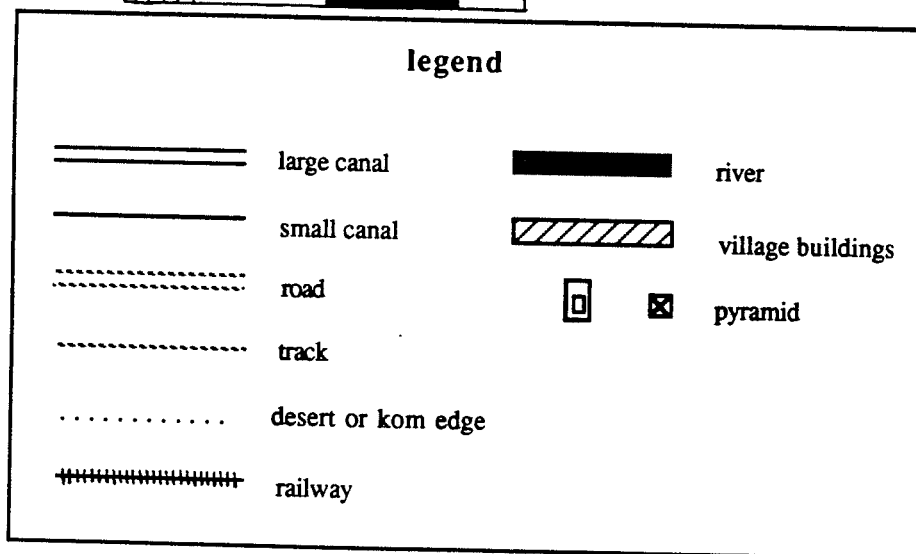 legend
large canal
small canal
road
track
desert or kom edge
railway
river
village buildings
pyramid